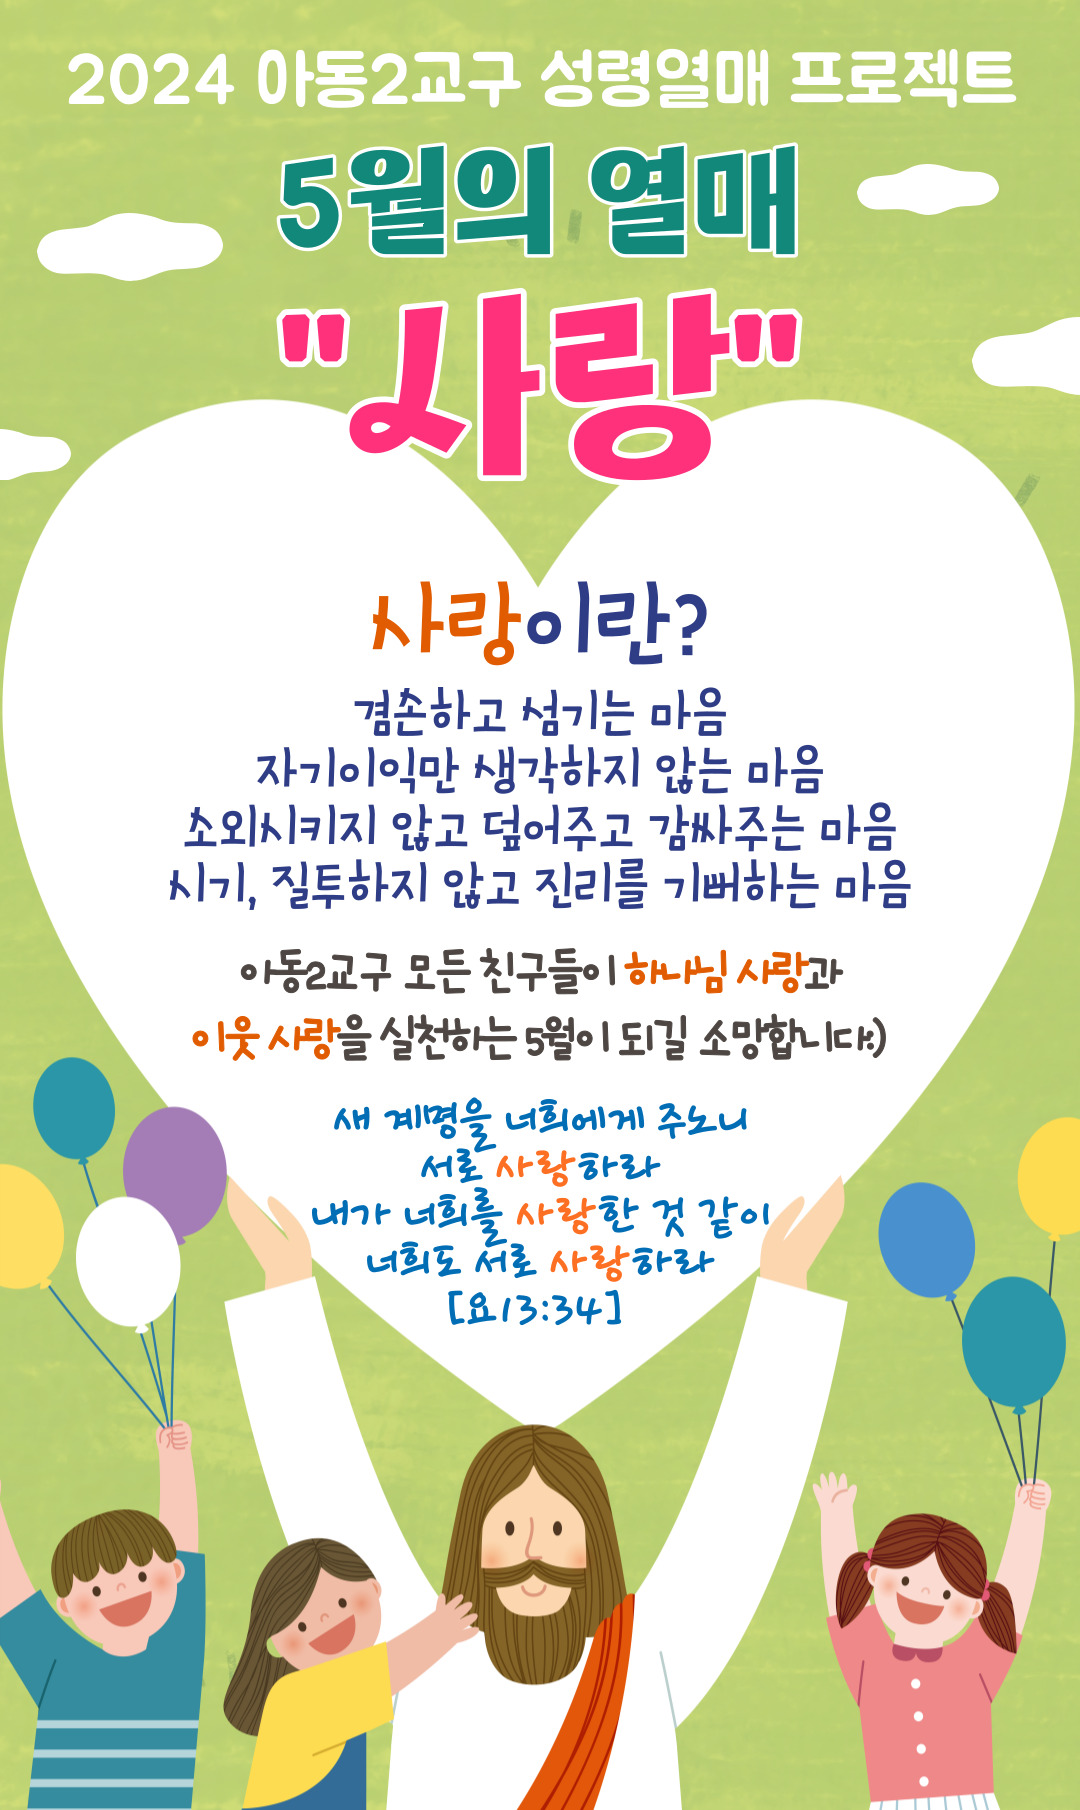 2024 아동2교구 성령열매 프로젝트
5월의 열매
"사랑"
사랑이란?
겸손하고 섬기는 마음
자기이익만 생각하지 않는 마음
소외시키지 않고 덮어주고 감싸주는 마음
시기, 질투하지 않고 진리를 기뻐하는 마음
아동2교구 모든 친구들이 하나님 사랑과
이웃 사랑을 실천하는 5월이 되길 소망합니다:)
새 계명을 너희에게 주노니
서로 사랑하라
내가 너희를 사랑한 것 같이
너희도 서로 사랑하라
[요13:34]